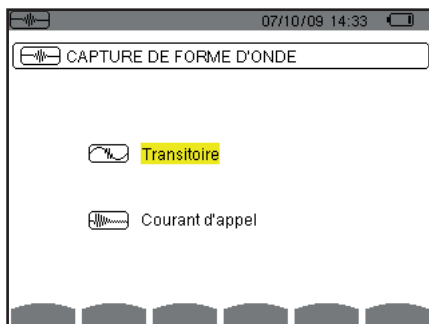 07/10/09 14:33
CAPTURE DE FORME D'ONDE
Transitoire
Courant d'appel